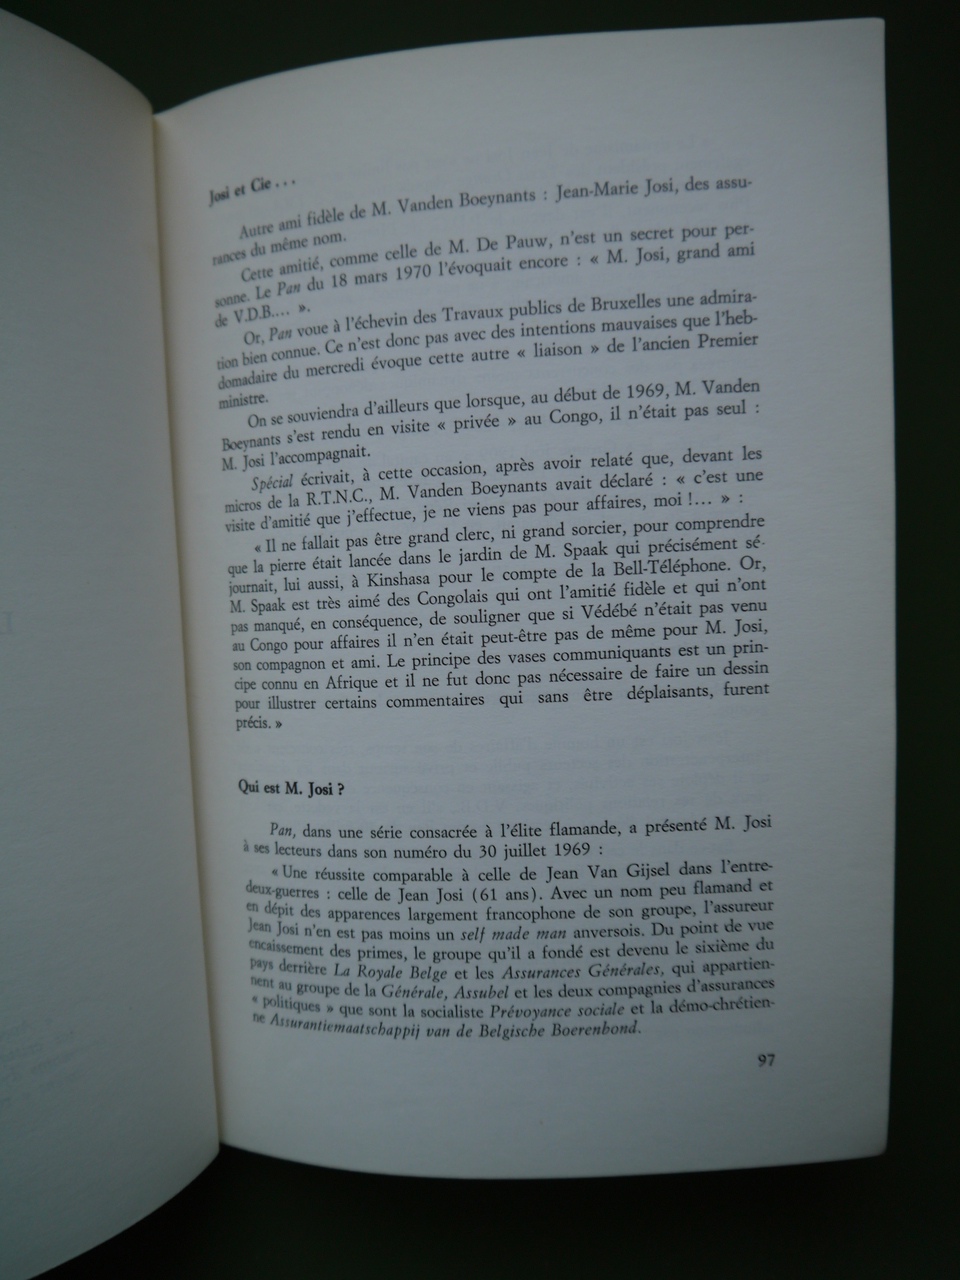 Josi et Cie...
Autre ami fidèle de M. Vanden Boeynants : Jean-Marie Josi, des assu-
rances du même nom.
Cette amitié, comme celle de M. De Pauw, n'est un secret pour per-
sonne. Le Pan du 18 mars 1970 l'évoquait encore : « M. Josi, grand ami
de V.D.B.... ».
Or, Pan voue à l'échevin des Travaux publics de Bruxelles une admira-
tion bien connue. Ce n'est donc pas avec des intentions mauvaises que l'heb-
domadaire du mercredi évoque cette autre « liaison » de l'ancien Premier
ministre.
On se souviendra d'ailleurs que lorsque, au début de 1969, M. Vanden
Boeynants s'est rendu en visite « privée » au Congo, il n'était pas seul :
M. Josi l'accompagnait.
Spécial écrivait, à cette occasion, après avoir relaté que, devant les
micros de la R.T.N.C., M. Vanden Boeynants avait déclaré : « c'est une
visite d'amitié que j'effectue, je ne viens pas pour affaires, moi !... » :
« Il ne fallait pas être grand clerc, ni grand sorcier, pour comprendre
que la pierre était lancée dans le jardin de M. Spaak qui précisément sé-
journait, lui aussi, à Kinshasa pour le compte de la Bell-Téléphone. Or,
M. Spaak est très aimé des Congolais qui ont l'amitié fidèle et qui n'ont
pas manqué, en conséquence, de souligner que si Védébé n'était pas venu
au Congo pour affaires il n'en était peut-être pas de même pour M. Josi,
son compagnon et ami. Le principe des vases communiquants est un prin-
cipe connu en Afrique et il ne fut donc pas nécessaire de faire un dessin
pour illustrer certains commentaires qui sans être déplaisants, furent
précis. »
Qui est M. Josi ?
Pan, dans une série consacrée à l'élite flamande, a présenté M. Josi
à ses lecteurs dans son numéro du 30 juillet 1969 :
« Une réussite comparable à celle de Jean Van Gijsel dans l'entre-
deux-guerres : celle de Jean Josi (61 ans). Avec un nom peu flamand et
en dépit des apparences largement francophone de son groupe, l'assureur
Jean Josi n'en est pas moins un self made man anversois. Du point de vue
encaissement des primes, le groupe qu'il a fondé est devenu le sixième du
pays derrière La Royale Belge et les Assurances Générales, qui appartien-
nent au groupe de la Générale, Assubel et les deux compagnies d'assurances
« politiques » que sont la socialiste Prévoyance sociale et la démo-chrétien-
ne Assurantiemaatschappij van de Belgische Boerenbond.
97